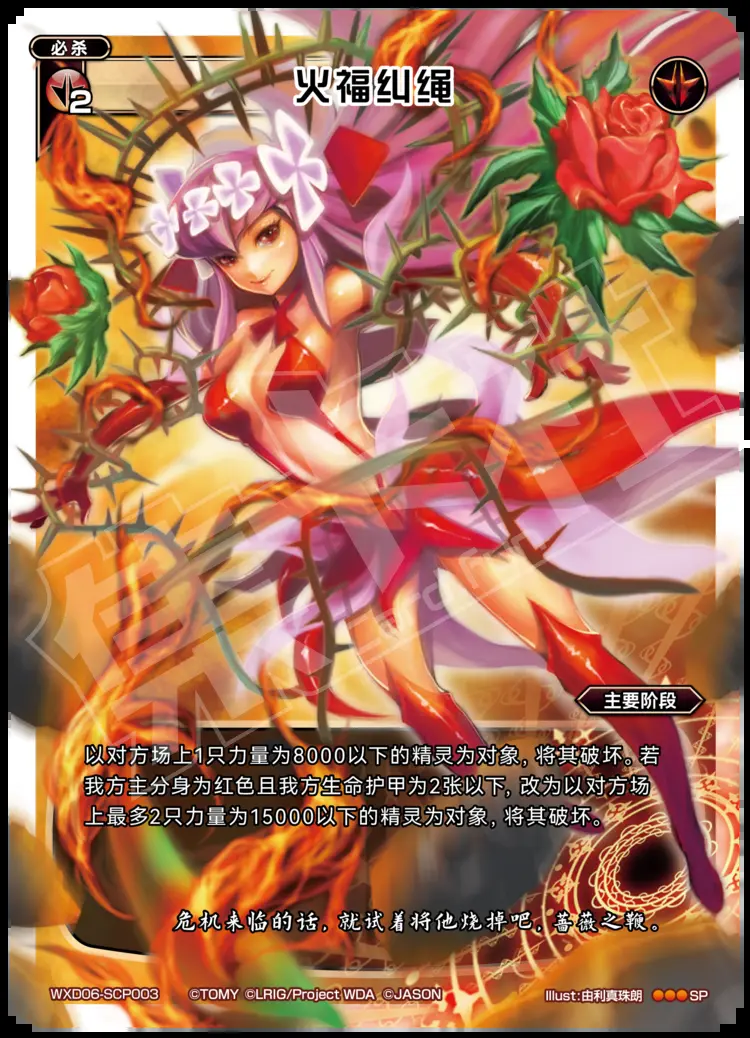 必杀
2
火福纠绳
主要阶段
以对方场上1只力量为8000以下的精灵为对象, 将其破坏。若
我方主分身为红色且我方生命护甲为2张以下, 改为以对方场
上最多2只力量为15000以下的精灵为对象, 将其破坏。
危机来临的话, 就试着将他烧掉吧, 蔷薇之鞭。
WXD06-SCP003 ©TOMY ©LRIG/Project WDA ©JASON Illust:由利真珠朗 SP